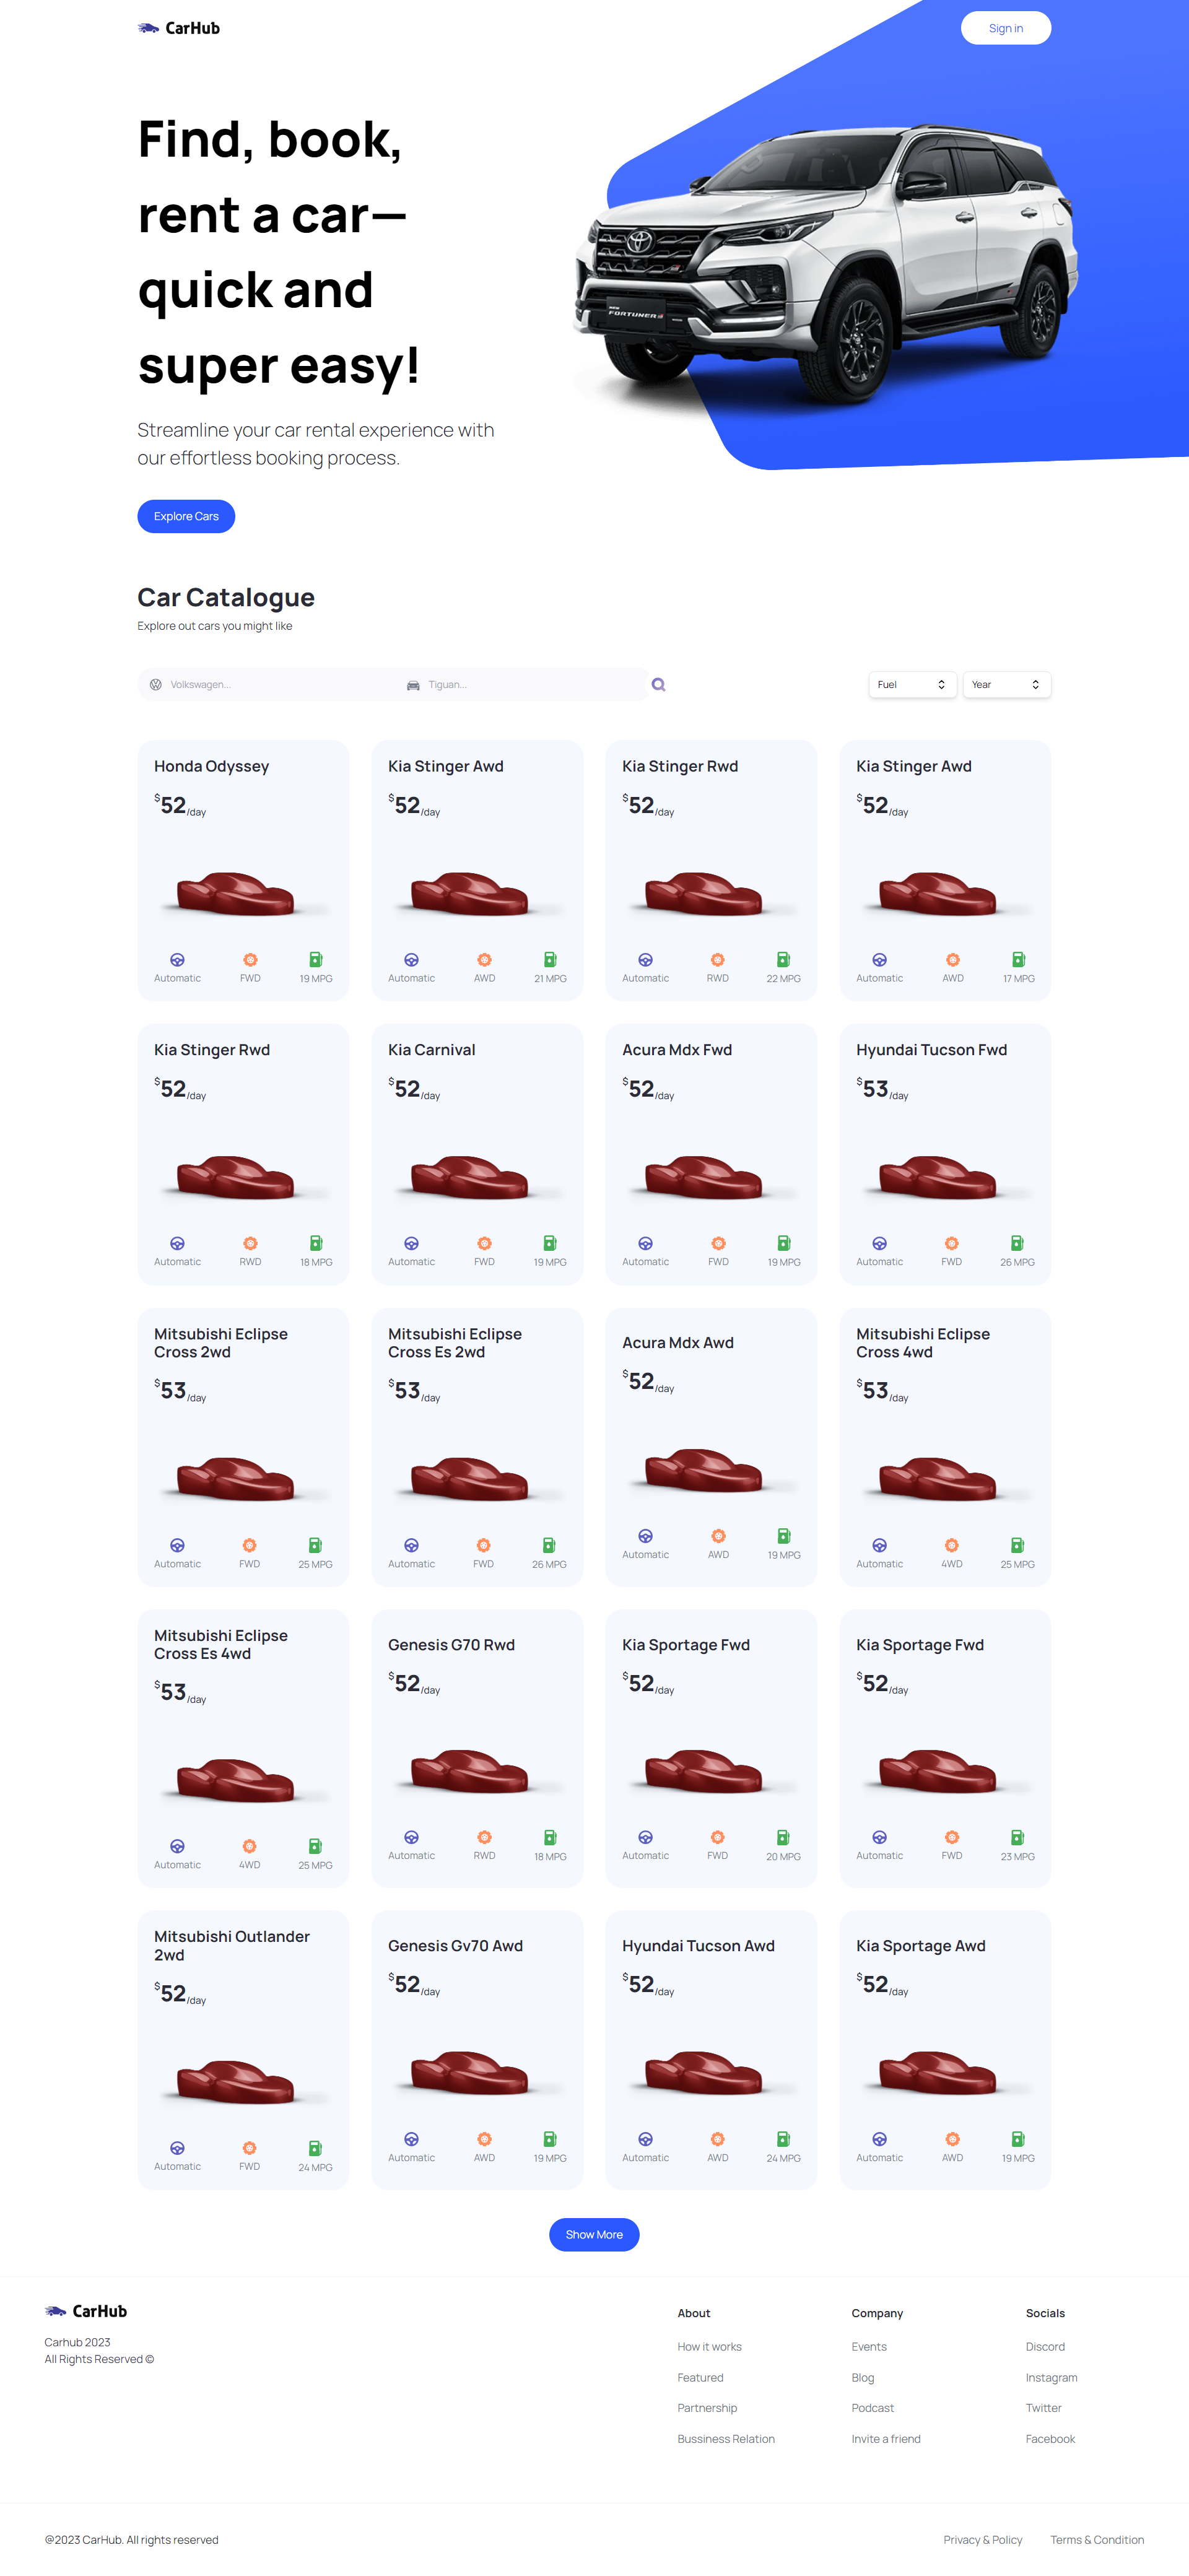 CarHub
Sign in
Find, book,
rent a car—
quick and
super easy!
Streamline your car rental experience with
our effortless booking process.
Explore Cars
FORTUNER
Car Catalogue
Explore out cars you might like
Volkswagen...
Tiguan...
Fuel
Year
Honda Odyssey
$52/day
Automatic
FWD
19 MPG
Kia Stinger Awd
$52/day
Automatic
AWD
21 MPG
Kia Stinger Rwd
$52/day
Automatic
RWD
22 MPG
Kia Stinger Awd
$52/day
Automatic
AWD
17 MPG
Kia Stinger Rwd
$52/day
Automatic
RWD
18 MPG
Kia Carnival
$52/day
Automatic
FWD
19 MPG
Acura Mdx Fwd
$52/day
Automatic
FWD
19 MPG
Hyundai Tucson Fwd
$53/day
Automatic
FWD
26 MPG
Mitsubishi Eclipse
Cross 2wd
$53/day
Automatic
FWD
25 MPG
Mitsubishi Eclipse
Cross Es 2wd
$53/day
Automatic
FWD
26 MPG
Acura Mdx Awd
$52/day
Automatic
AWD
19 MPG
Mitsubishi Eclipse
Cross 4wd
$53/day
Automatic
4WD
25 MPG
Mitsubishi Eclipse
Cross Es 4wd
$53/day
Automatic
4WD
25 MPG
Genesis G70 Rwd
$52/day
Automatic
RWD
18 MPG
Kia Sportage Fwd
$52/day
Automatic
FWD
20 MPG
Kia Sportage Fwd
$52/day
Automatic
FWD
23 MPG
Mitsubishi Outlander
2wd
$52/day
Automatic
FWD
24 MPG
Genesis Gv70 Awd
$52/day
Automatic
AWD
19 MPG
Hyundai Tucson Awd
$52/day
Automatic
AWD
24 MPG
Kia Sportage Awd
$52/day
Automatic
AWD
19 MPG
Show More
CarHub
Carhub 2023
All Rights Reserved ©
About
How it works
Featured
Partnership
Bussiness Relation
Company
Events
Blog
Podcast
Invite a friend
Socials
Discord
Instagram
Twitter
Facebook
@2023 CarHub. All rights reserved
Privacy & Policy
Terms & Condition